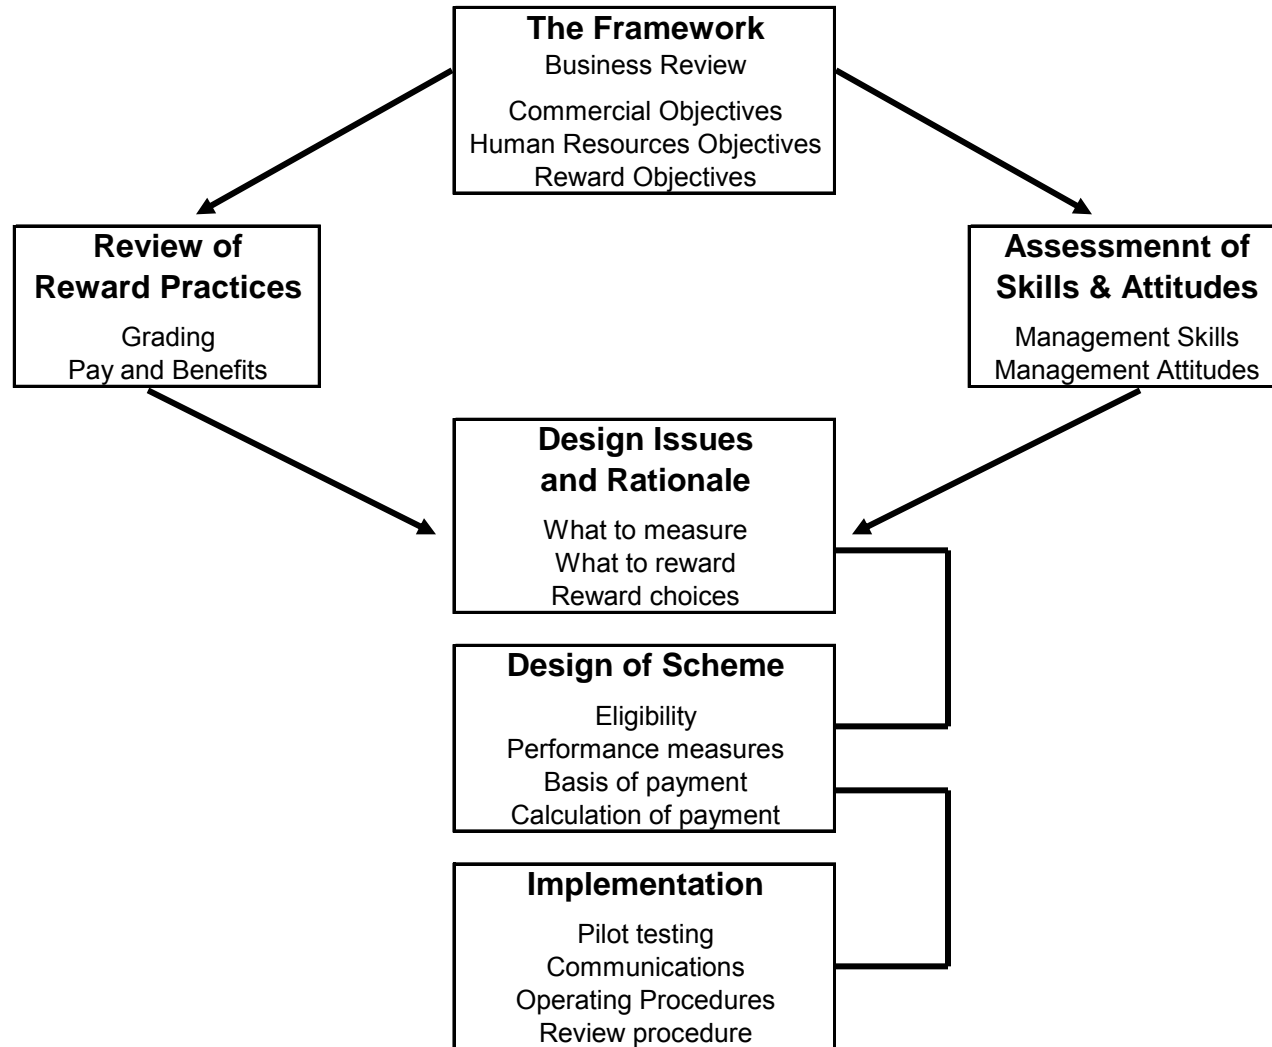 The Framework
Business Review
Commercial Objectives
Human Resources Objectives
Reward Objectives
Review of
Reward Practices
Grading
Pay and Benefits
Assessmennt of
Skills & Attitudes
Management Skills
Management Attitudes
Design Issues
and Rationale
What to measure
What to reward
Reward choices
Design of Scheme
Eligibility
Performance measures
Basis of payment
Calculation of payment
Implementation
Pilot testing
Communications
Operating Procedures
Review procedure